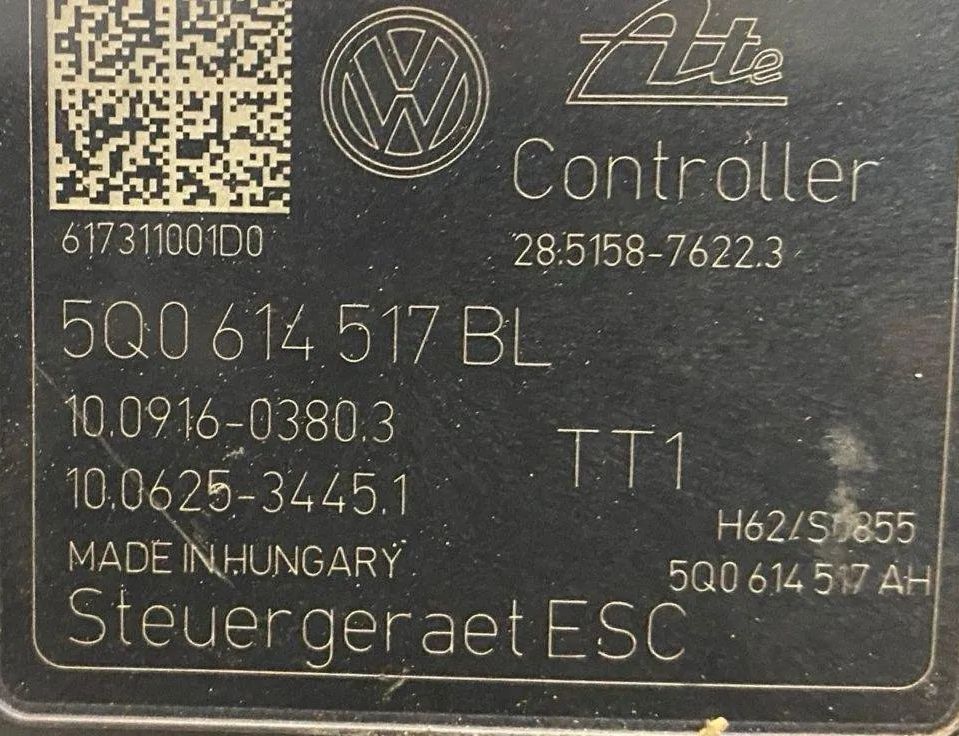 Ate
Controller
617311001D0
28.5158-7622.3
5Q0 614 517 BL
10.0916-0380.3
TT1
10.0625-3445.1
MADE IN HUNGARY
5Q0 614 517 AH
Steuergeraet ESC